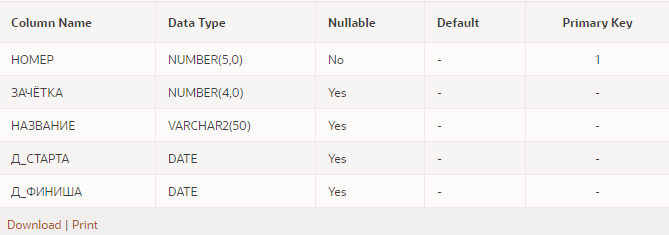 Column Name Data Type Nullable Default Primary Key
НОМЕР NUMBER(5,0) No - 1
ЗАЧЁТКА NUMBER(4,0) Yes - -
НАЗВАНИЕ VARCHAR2(50) Yes - -
Д_СТАРТА DATE Yes - -
Д_ФИНИША DATE Yes - -
Download | Print